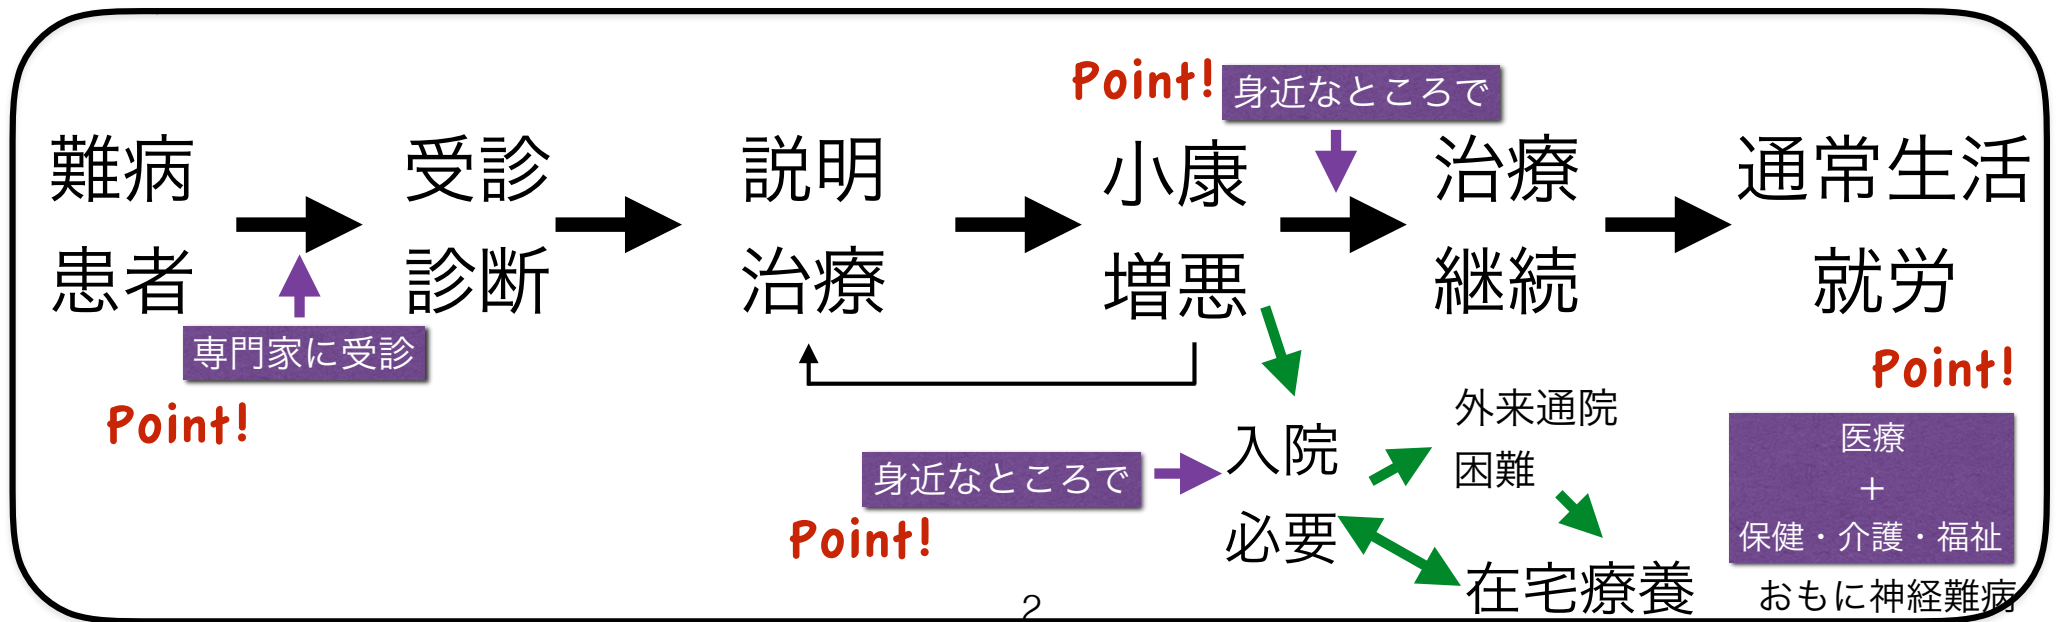 Point!
身近なところで
難病
患者
受診
診断
説明
治療
小康
増悪
治療
継続
通常生活
就労
専門家に受診
Point!
Point!
外来通院
困難
入院
必要
身近なところで
Point!
医療
+
保健・介護・福祉
在宅療養
おもに神経難病
2